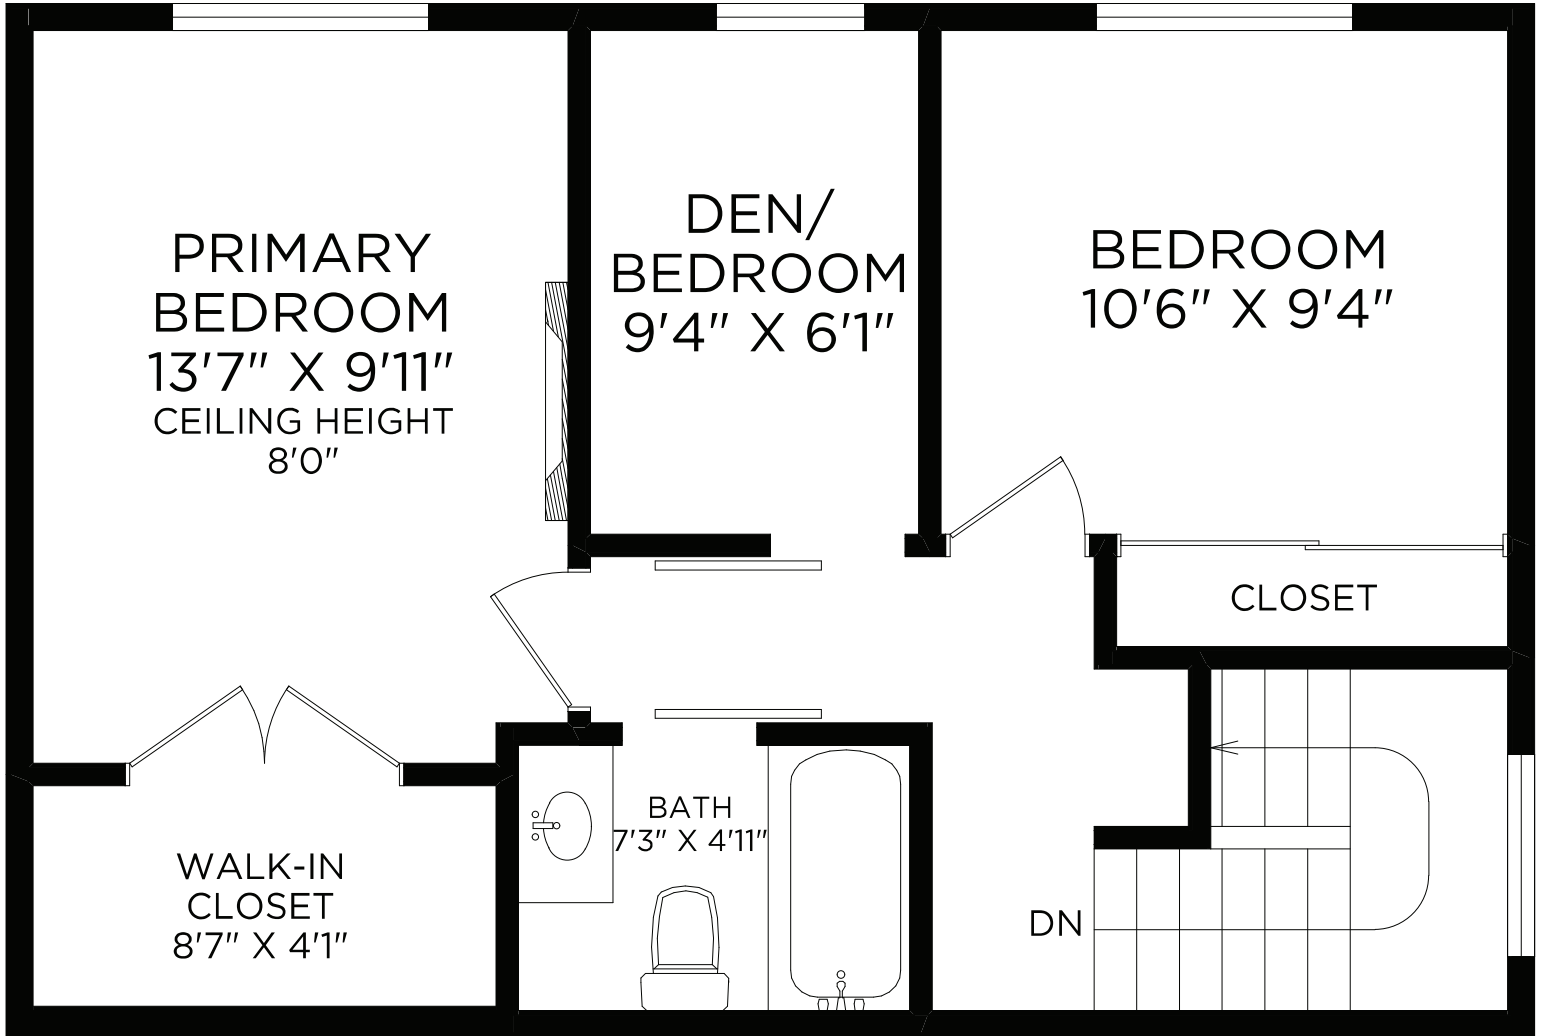 PRIMARY
BEDROOM
13'7" X 9'11"
CEILING HEIGHT
8'0"
DEN/
BEDROOM
9'4" X 6'1"
BEDROOM
10'6" X 9'4"
CLOSET
WALK-IN
CLOSET
8'7" X 4'1"
BATH
7'3" X 4'11"
DN